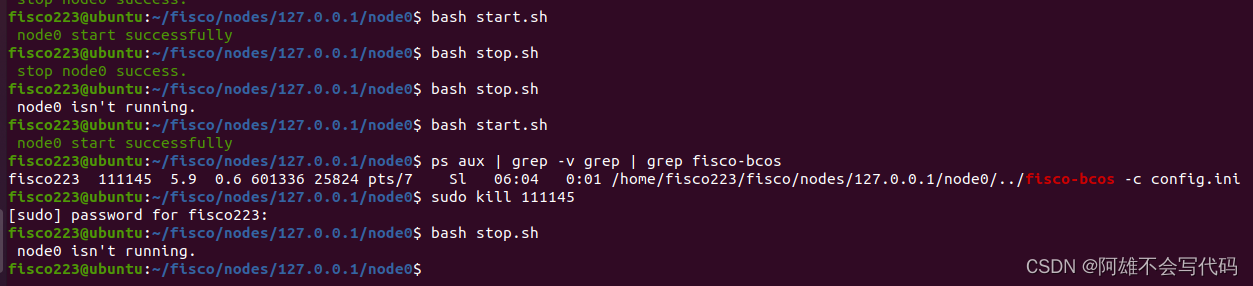 stop node0 success.
fisco223@ubuntu:~/fisco/nodes/127.0.0.1/node0$ bash start.sh
node0 start successfully
fisco223@ubuntu:~/fisco/nodes/127.0.0.1/node0$ bash stop.sh
stop node0 success.
fisco223@ubuntu:~/fisco/nodes/127.0.0.1/node0$ bash stop.sh
node0 isn't running.
fisco223@ubuntu:~/fisco/nodes/127.0.0.1/node0$ bash start.sh
node0 start successfully
fisco223@ubuntu:~/fisco/nodes/127.0.0.1/node0$ ps aux | grep -v grep | grep fisco-bcos
fisco223  111145  5.9  0.6 601336 25824 pts/7    Sl   06:04   0:01 /home/fisco223/fisco/nodes/127.0.0.1/node0/../fisco-bcos -c config.ini
fisco223@ubuntu:~/fisco/nodes/127.0.0.1/node0$ sudo kill 111145
[sudo] password for fisco223:
fisco223@ubuntu:~/fisco/nodes/127.0.0.1/node0$ bash stop.sh
node0 isn't running.
fisco223@ubuntu:~/fisco/nodes/127.0.0.1/node0$
CSDN @阿雄不会写代码